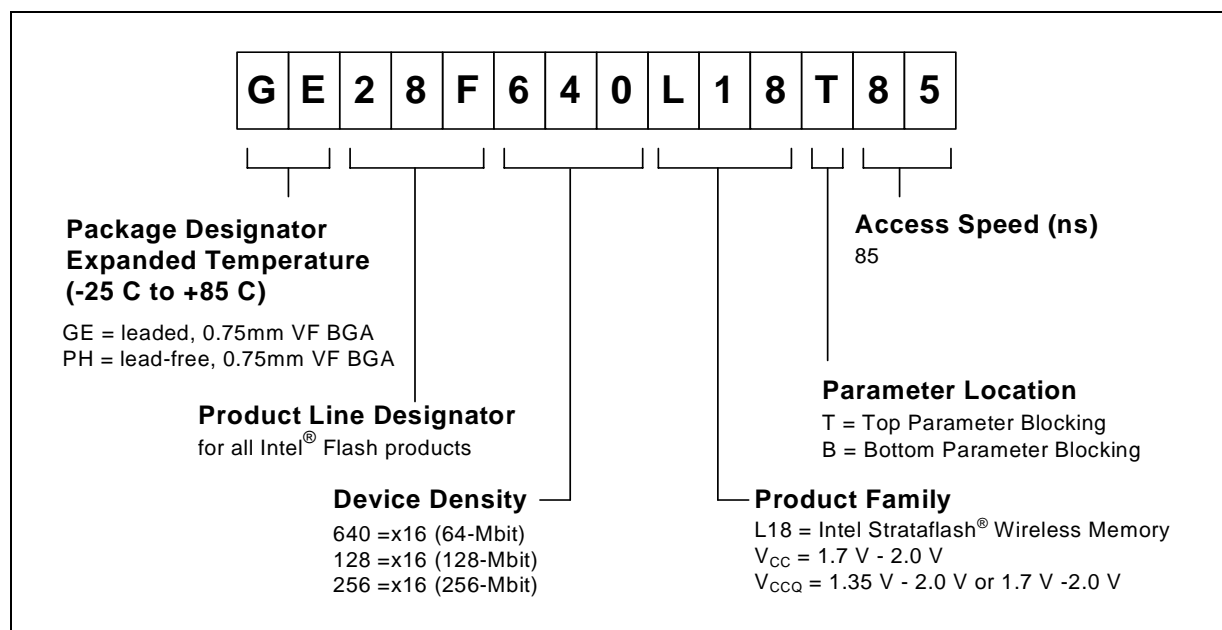 G E 2 8 F 6 4 0 L 1 8 T 8 5
Package Designator
Expanded Temperature
(-25 C to +85 C)
GE = leaded, 0.75mm VF BGA
PH = lead-free, 0.75mm VF BGA
Product Line Designator
for all Intel® Flash products
Device Density
640 =x16 (64-Mbit)
128 =x16 (128-Mbit)
256 =x16 (256-Mbit)
Access Speed (ns)
85
Parameter Location
T = Top Parameter Blocking
B = Bottom Parameter Blocking
Product Family
L18 = Intel Strataflash® Wireless Memory
VCC = 1.7 V - 2.0 V
VCCQ = 1.35 V - 2.0 V or 1.7 V -2.0 V